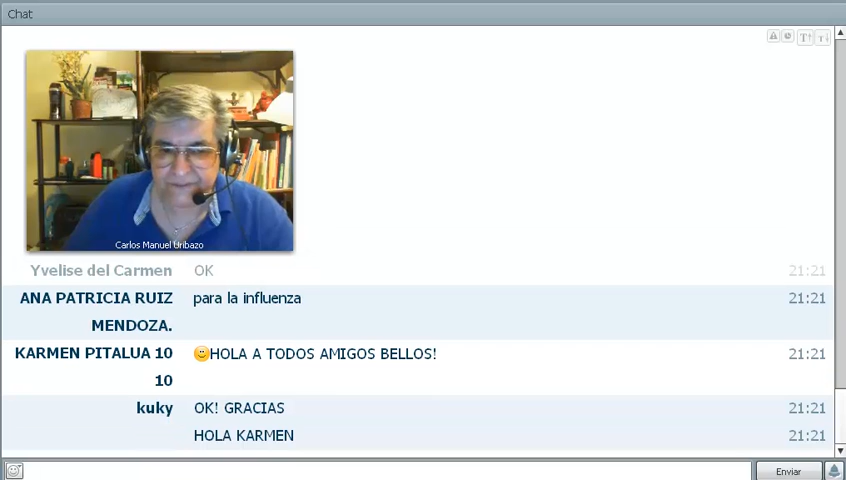 Chat
Carlos Manuel Uribazo
Yvelise del Carmen OK 21:21
ANA PATRICIA RUIZ para la influenza 21:21
MENDOZA.
KARMEN PITALUA 10 HOLA A TODOS AMIGOS BELLOS! 21:21
10
kuky OK! GRACIAS 21:21
HOLA KARMEN 21:21
Enviar